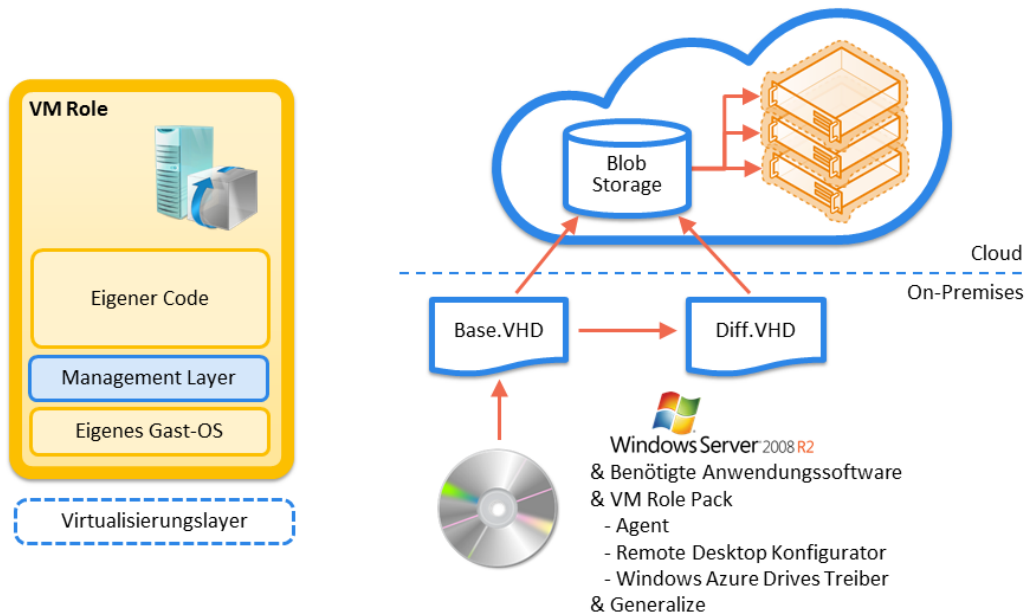 VM Role
Eigener Code
Management Layer
Eigenes Gast-OS
Virtualisierungslayer
Blob
Storage
Cloud
On-Premises
Base.VHD
Diff.VHD
Windows Server 2008 R2
& Benötigte Anwendungssoftware
& VM Role Pack
- Agent
- Remote Desktop Konfigurator
- Windows Azure Drives Treiber
& Generalize